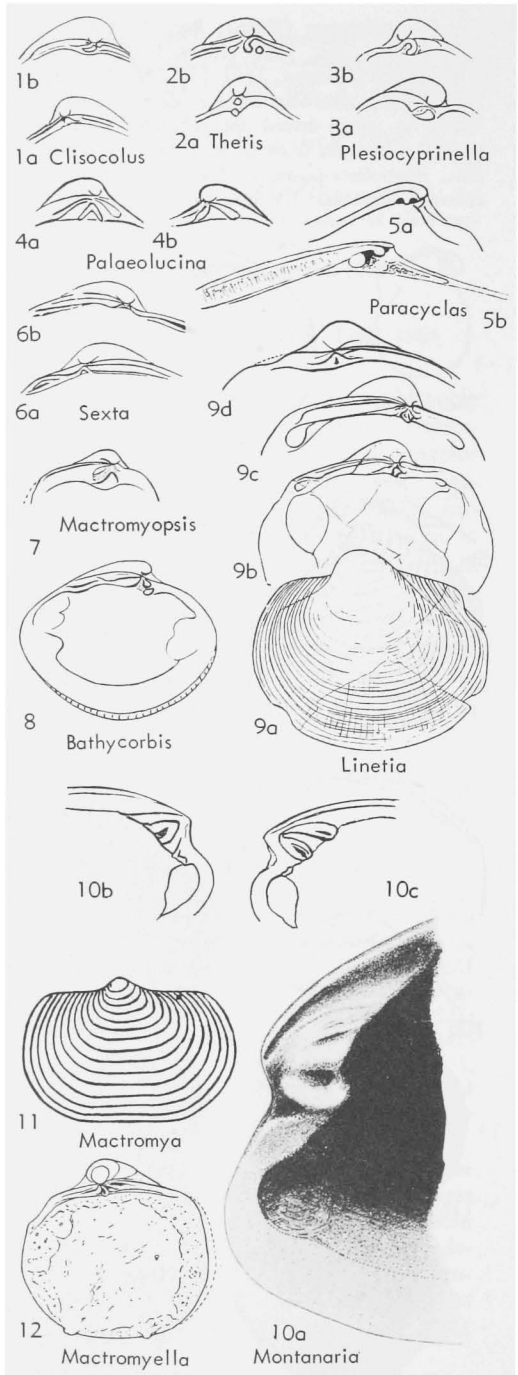 1b
2b
3b
1a Clisocolus
2a Thetis
3a
Plesiocyprinella
4a
4b
5a
Palaeolucina
Paracyclas 5b
6b
6a Sexta
9d
9c
7
Mactromyopsis
9b
8
Bathycorbis
9a
Linetia
10b
10c
11
Mactromya
12
Mactromyella
10a
Montanaria